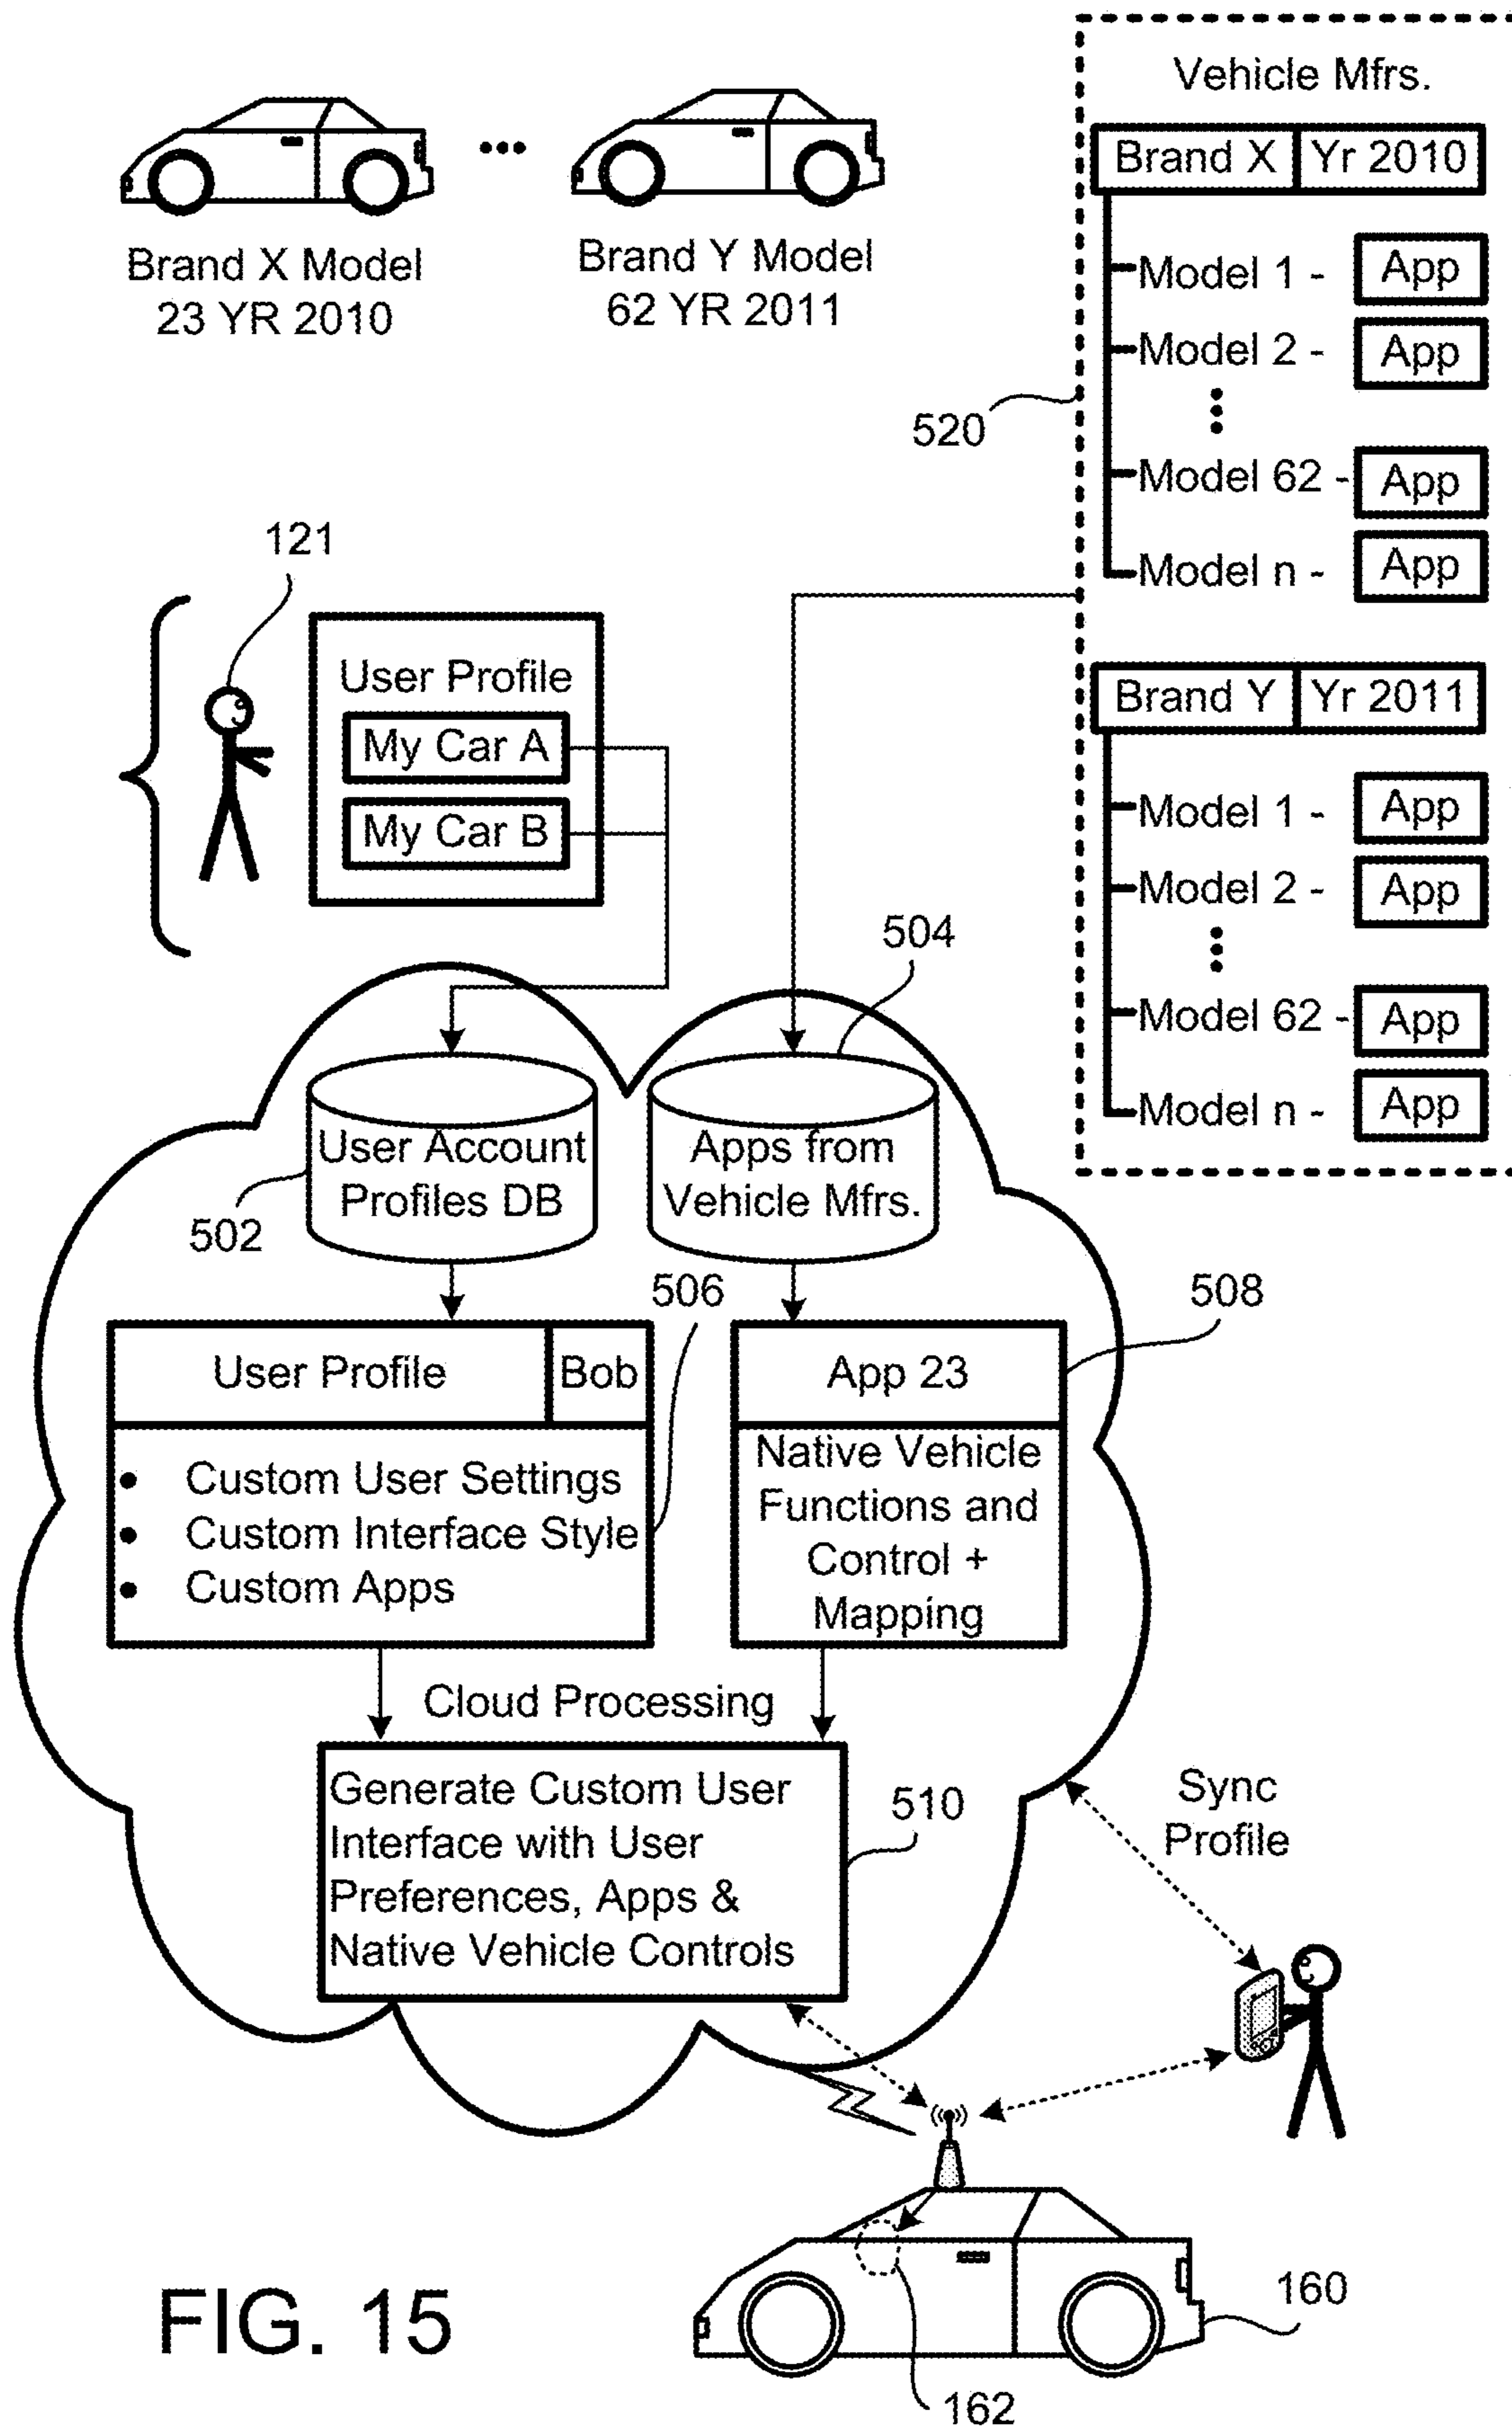 Vehicle Mfrs.
Brand X Yr 2010
Model 1 - App
Model 2 - App
Model 62 - App
Model n - App
Brand Y Yr 2011
Model 1 - App
Model 2 - App
Model 62 - App
Model n - App
520
Brand X Model
23 YR 2010
...
Brand Y Model
62 YR 2011
121
User Profile
My Car A
My Car B
504
User Account
Profiles DB
502
Apps from
Vehicle Mfrs.
506
508
User Profile Bob
• Custom User Settings
• Custom Interface Style
• Custom Apps
App 23
Native Vehicle
Functions and
Control +
Mapping
Cloud Processing
Generate Custom User
Interface with User
Preferences, Apps &
Native Vehicle Controls
510
Sync
Profile
160
162
FIG. 15